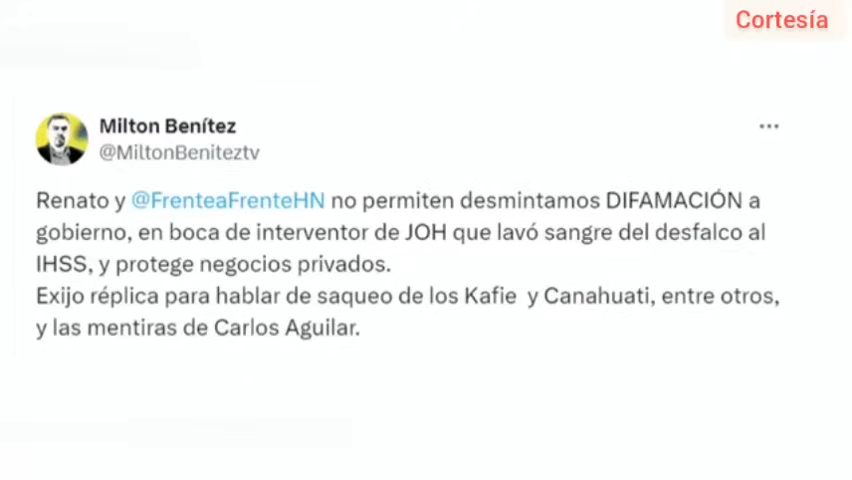 Cortesía
Milton Benítez
@MiltonBeniteztv
Renato y @FrenteaFrenteHN no permiten desmintamos DIFAMACIÓN a
gobierno, en boca de interventor de JOH que lavó sangre del desfalco al
IHSS, y protege negocios privados.
Exijo réplica para hablar de saqueo de los Kafie y Canahuati, entre otros,
y las mentiras de Carlos Aguilar.